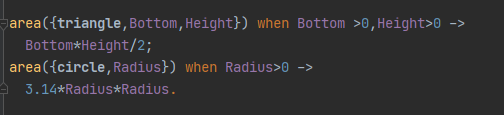 area({triangle,Bottom,Height}) when Bottom >0,Height>0 ->
  Bottom*Height/2;
area({circle,Radius}) when Radius>0 ->
  3.14*Radius*Radius.